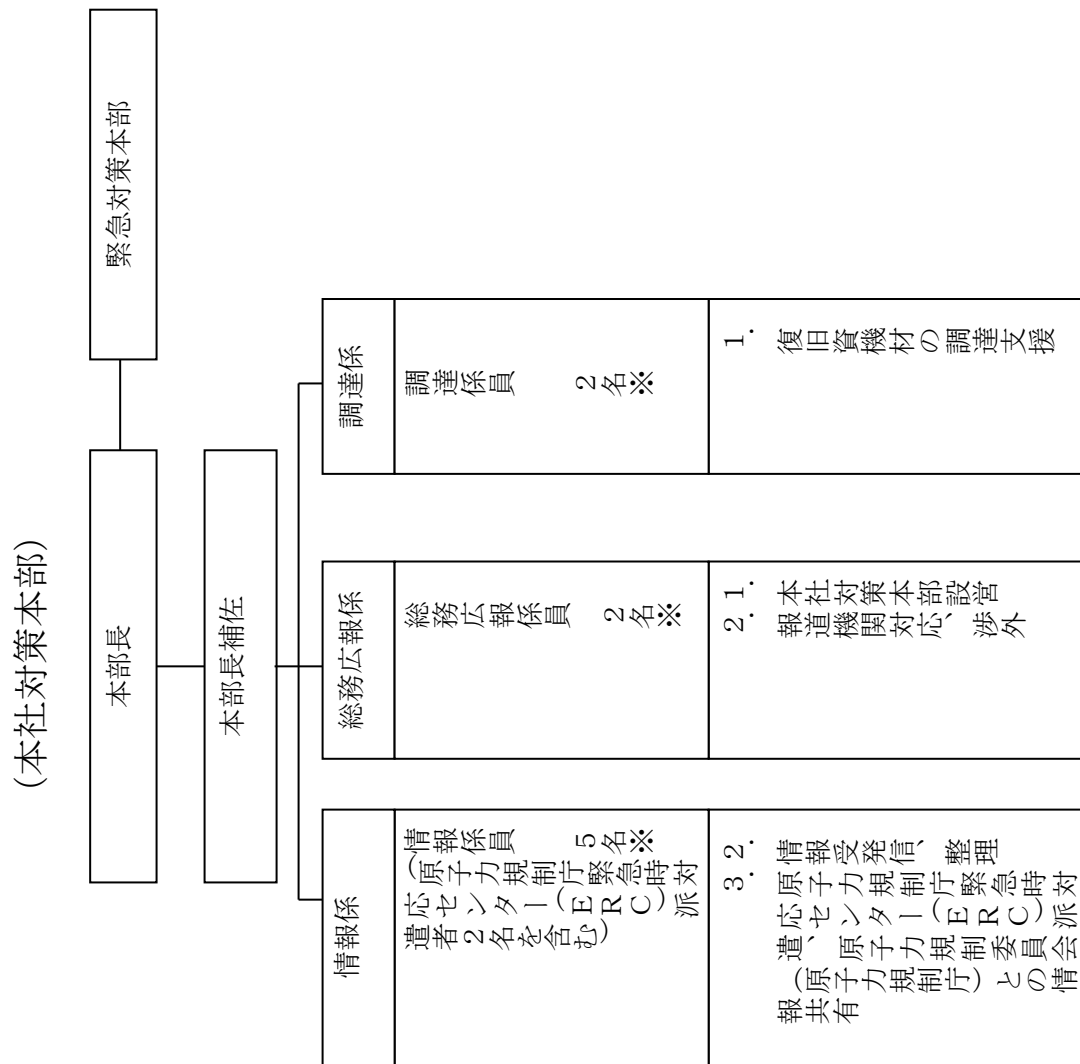 (本社対策本部)
緊急対策本部
本部長
本部長補佐
情報係
情報係員　５名※
(原子力規制庁緊急時対
応センター(ＥＲＣ)派
遣者２名を含む)
２．情報受発信、整理
３．原子力規制庁緊急時対
応センター(ＥＲＣ)派
遣、原子力規制委員会
(原子力規制庁)との情
報共有
総務広報係
総務広報係員　２名※
１．本社対策本部設営
２．報道機関対応、渉外
調達係
調達係員　２名※
１．復旧資機材の調達支援